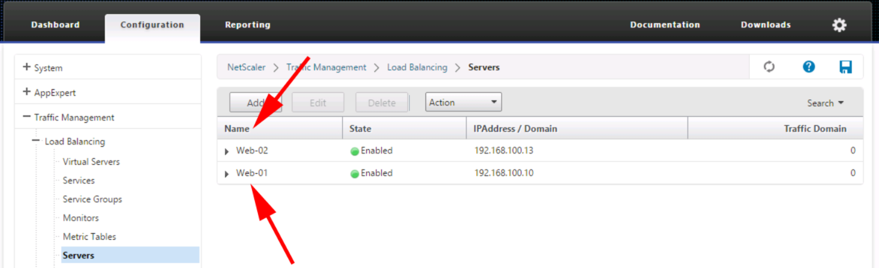 Dashboard Configuration Reporting Documentation Downloads
+ System
NetScaler > Traffic Management > Load Balancing > Servers
+ AppExpert
Add Edit Delete Action Search
— Traffic Management
Name State IPAddress / Domain Traffic Domain
— Load Balancing
Web-02 Enabled 192.168.100.13 0
Virtual Servers
Web-01 Enabled 192.168.100.10 0
Services
Service Groups
Monitors
Metric Tables
Servers